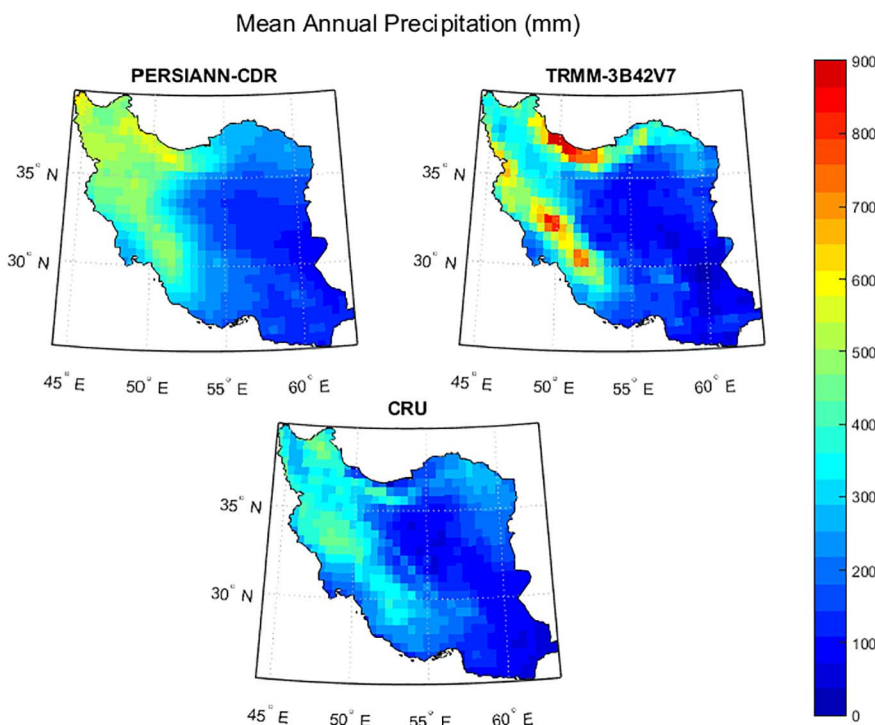 Mean Annual Precipitation (mm)
PERSIANN-CDR
TRMM-3B42V7
35° N
30° N
45° E
50° E
55° E
60° E
35° N
30° N
45° E
50° E
55° E
60° E
CRU
35° N
30° N
45° E
50° E
55° E
60° E
900
800
700
600
500
400
300
200
100
0